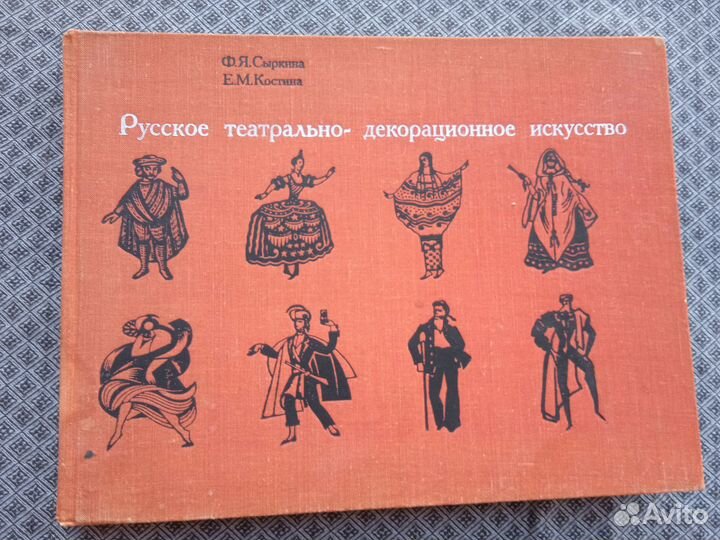 Ф.Я.Сыркина
Е.М.Костина
Русское театрально- декорационное искусство
Avito